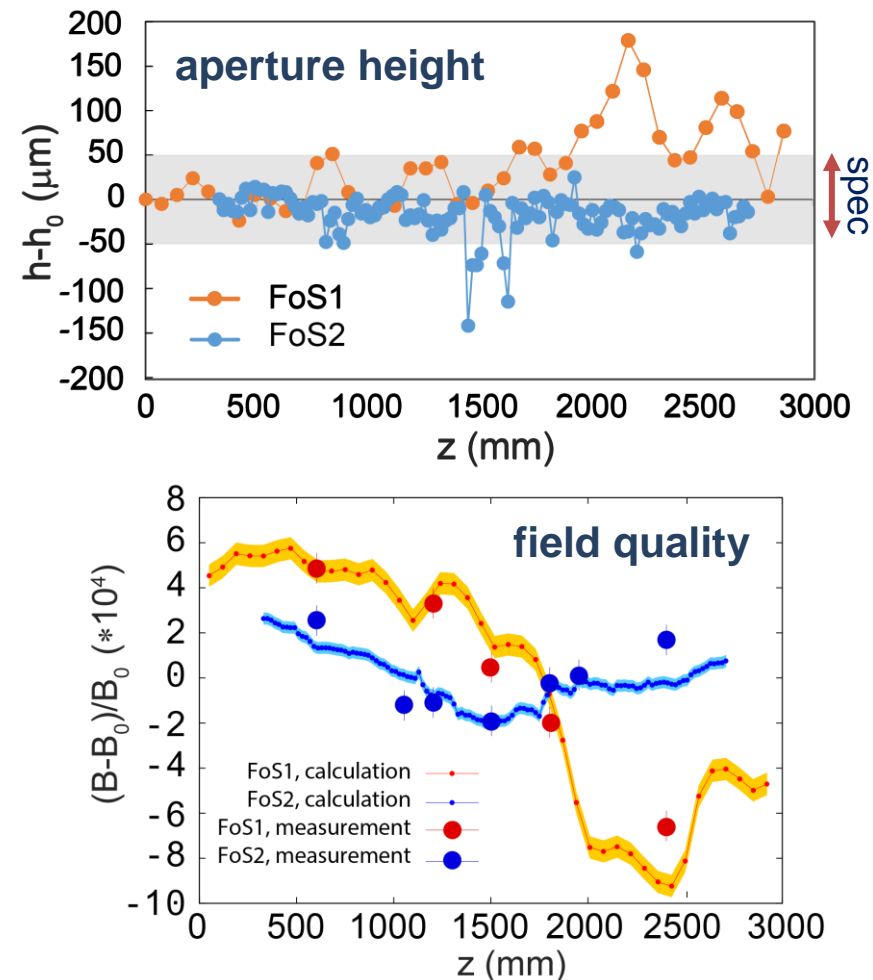 aperture height
200
150
100
50
0
-50
-100
-150
-200
h-h₀ (μm)
spec
FoS1
FoS2
0 500 1000 1500 2000 2500 3000
z (mm)
field quality
8
6
4
2
0
-2
-4
-6
-8
-10
(B-B₀)/B₀ (*10⁴)
FoS1, calculation
FoS2, calculation
FoS1, measurement
FoS2, measurement
0 500 1000 1500 2000 2500 3000
z (mm)